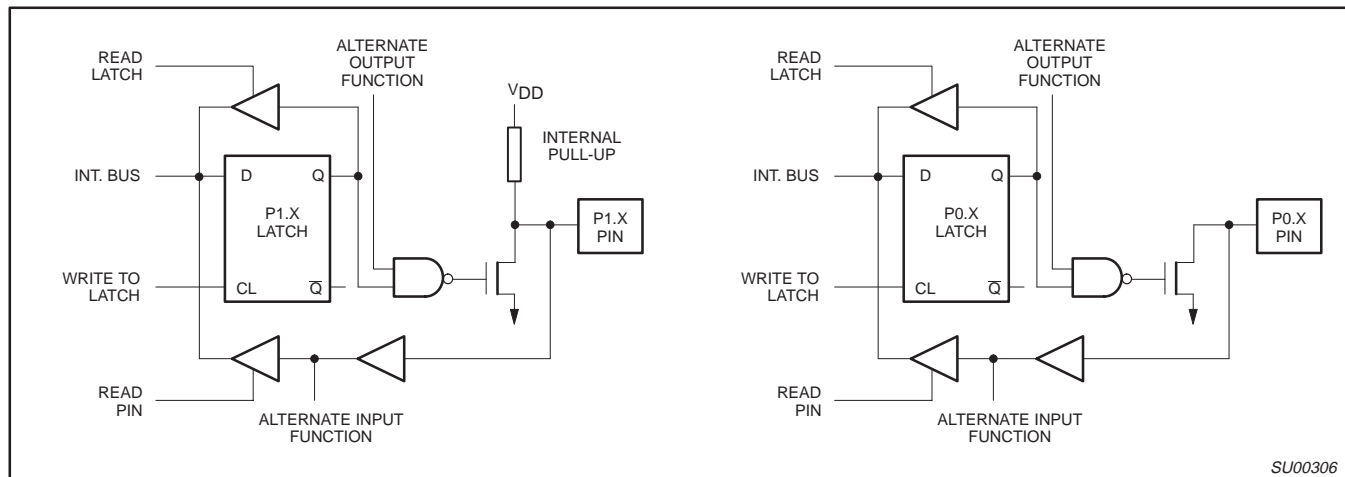 READ
LATCH
ALTERNATE
OUTPUT
FUNCTION
VDD
INTERNAL
PULL-UP
INT. BUS
D
Q
P1.X
LATCH
P1.X
PIN
WRITE TO
LATCH
CL
Q̅
READ
PIN
ALTERNATE INPUT
FUNCTION
READ
LATCH
ALTERNATE
OUTPUT
FUNCTION
INT. BUS
D
Q
P0.X
LATCH
P0.X
PIN
WRITE TO
LATCH
CL
Q̅
READ
PIN
ALTERNATE INPUT
FUNCTION
SU00306